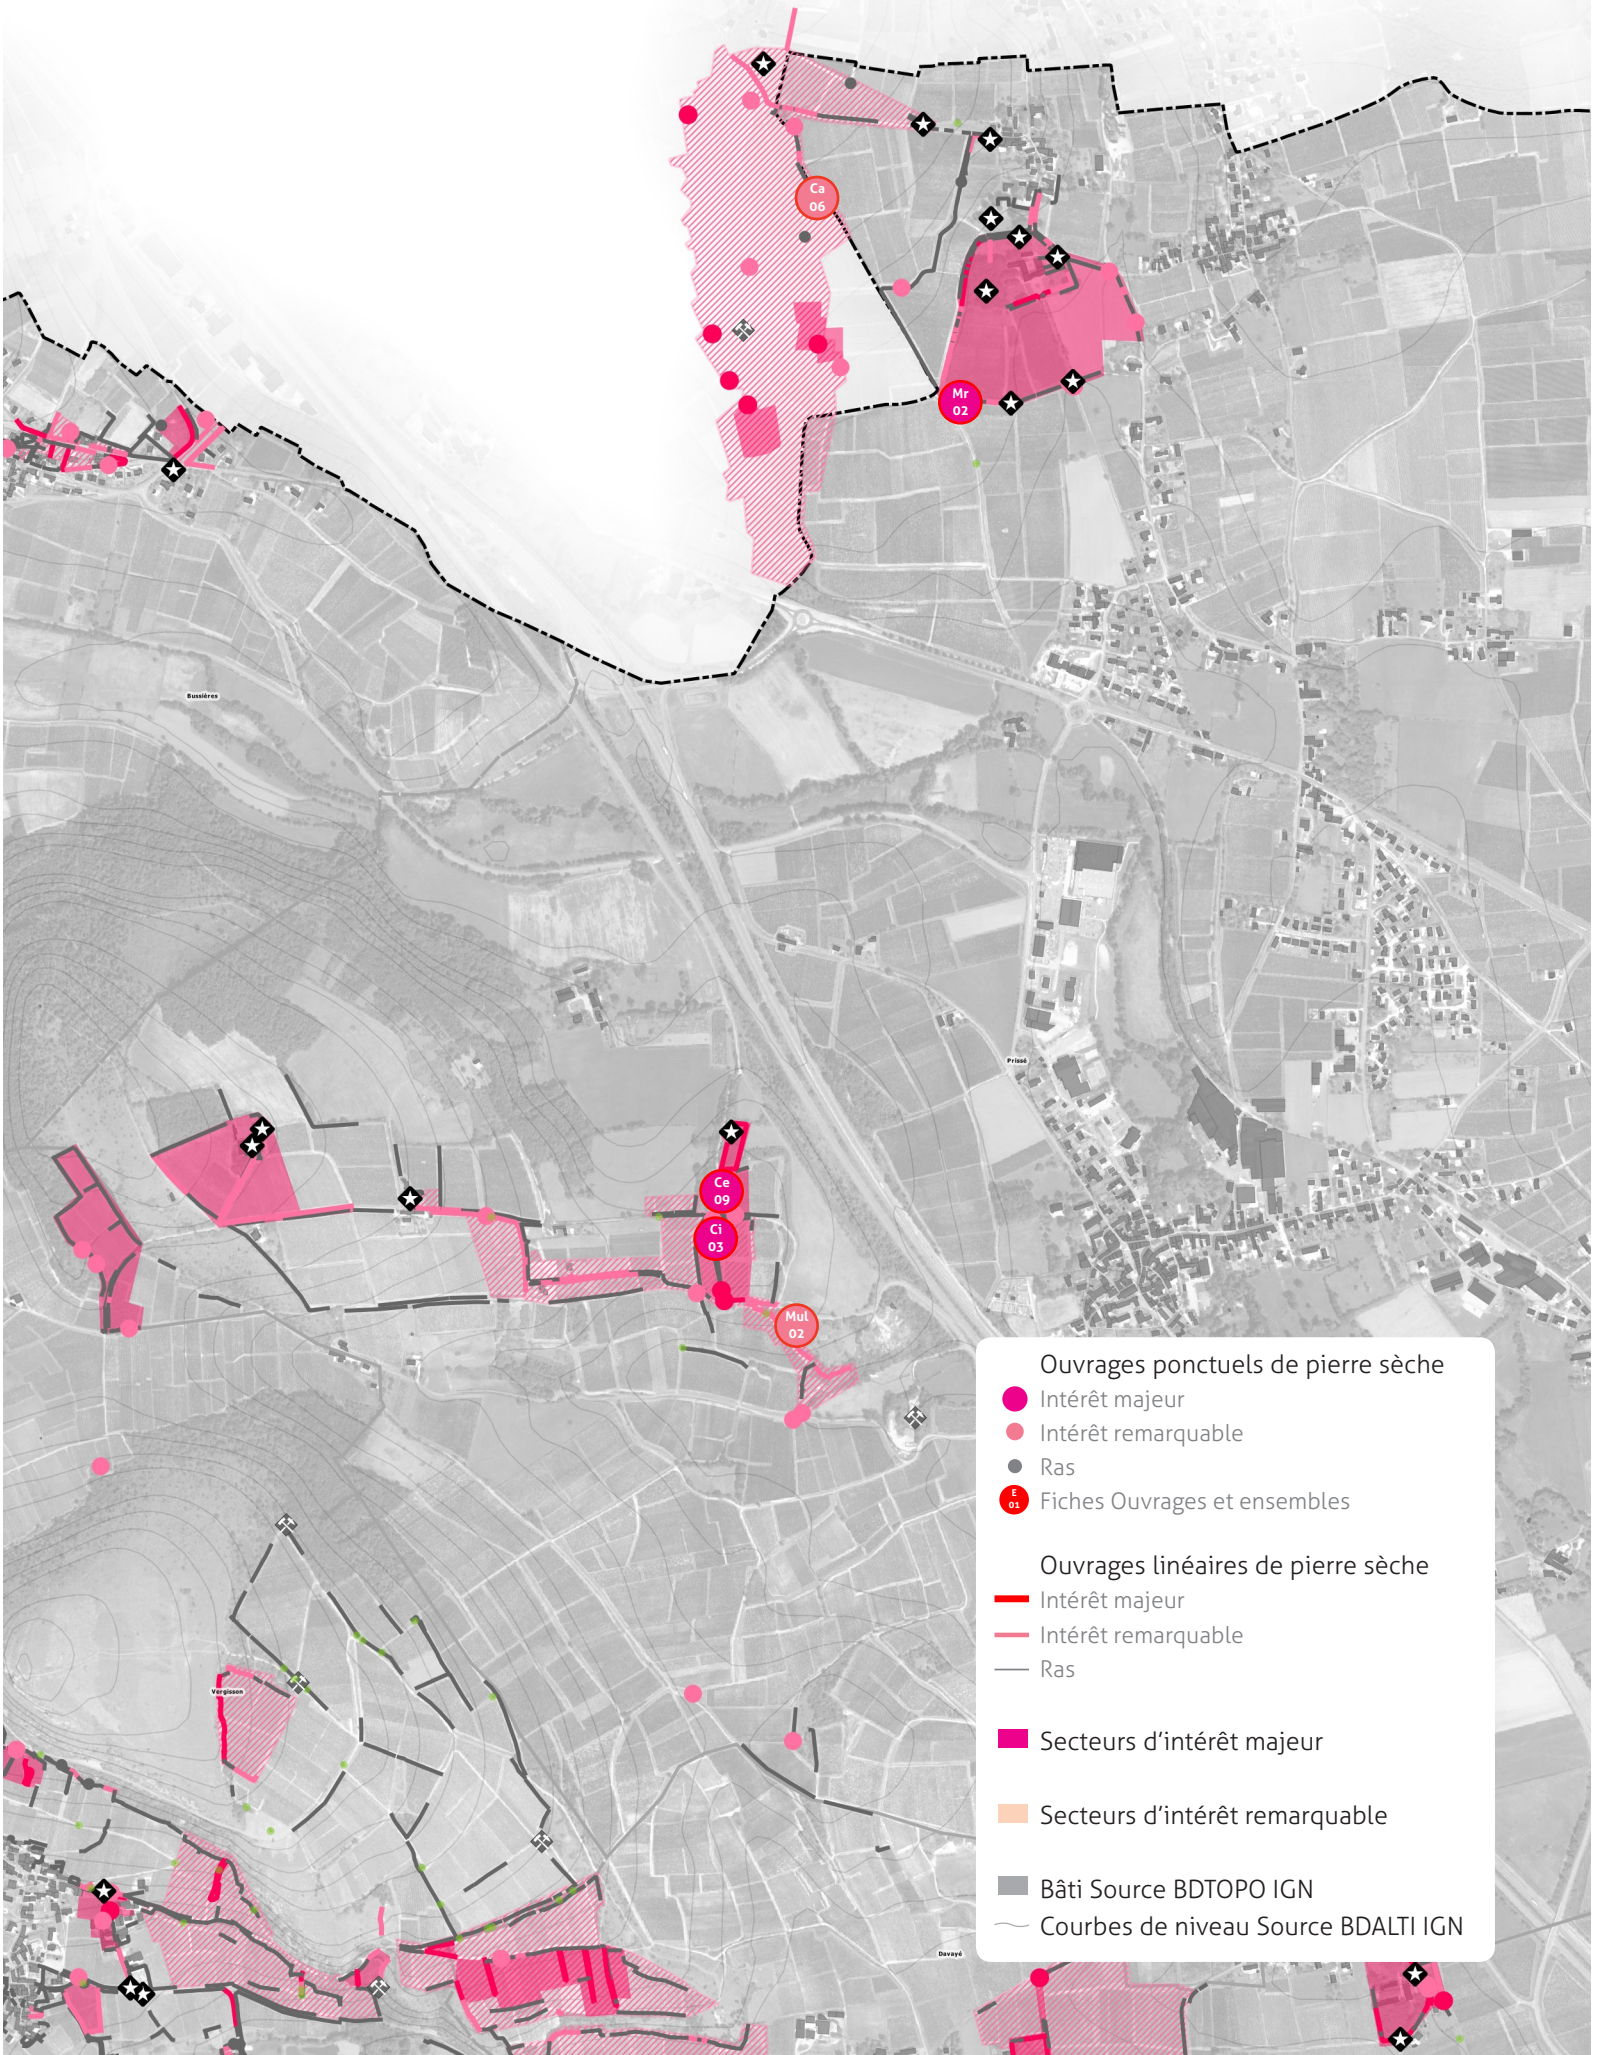 Ca
06
Mr
02
Bussières
Prissé
Ce
09
Ci
03
Mul
02
Vergisson
Davayé
Ouvrages ponctuels de pierre sèche
Intérêt majeur
Intérêt remarquable
Ras
E
01
Fiches Ouvrages et ensembles
Ouvrages linéaires de pierre sèche
Intérêt majeur
Intérêt remarquable
Ras
Secteurs d'intérêt majeur
Secteurs d'intérêt remarquable
Bâti Source BDTOPO IGN
Courbes de niveau Source BDALTI IGN